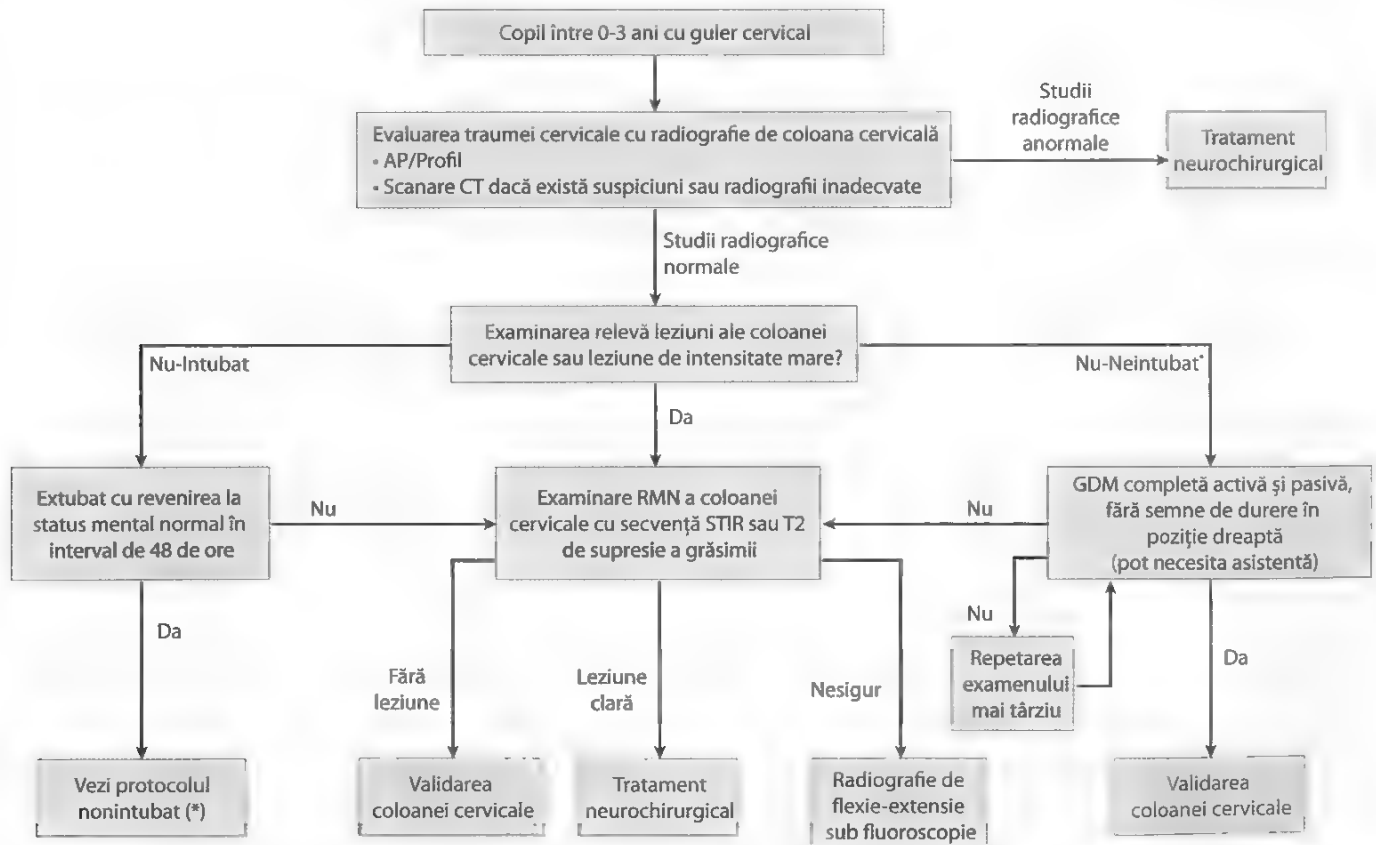 Copil între 0-3 ani cu guler cervical
Studii
radiografice
anormale
Evaluarea traumei cervicale cu radiografie de coloana cervicală
• AP/Profil
• Scanare CT dacă există suspiciuni sau radiografii inadecvate
Tratament
neurochirurgical
Studii radiografice
normale
Examinarea relevă leziuni ale coloanei
cervicale sau leziune de intensitate mare?
Nu-Intubat
Nu-Neintubat*
Da
Extubat cu revenirea la
status mental normal în
interval de 48 de ore
Nu
Examinare RMN a coloanei
cervicale cu secvență STIR sau T2
de supresie a grăsimii
Nu
GDM completă activă și pasivă,
fără semne de durere în
poziție dreaptă
(pot necesita asistentă)
Da
Fără
leziune
Leziune
clară
Nesigur
Nu
Repetarea
examenului
mai târziu
Da
Vezi protocolul
nonintubat (*)
Validarea
coloanei cervicale
Tratament
neurochirurgical
Radiografie de
flexie-extensie
sub fluoroscopie
Validarea
coloanei cervicale